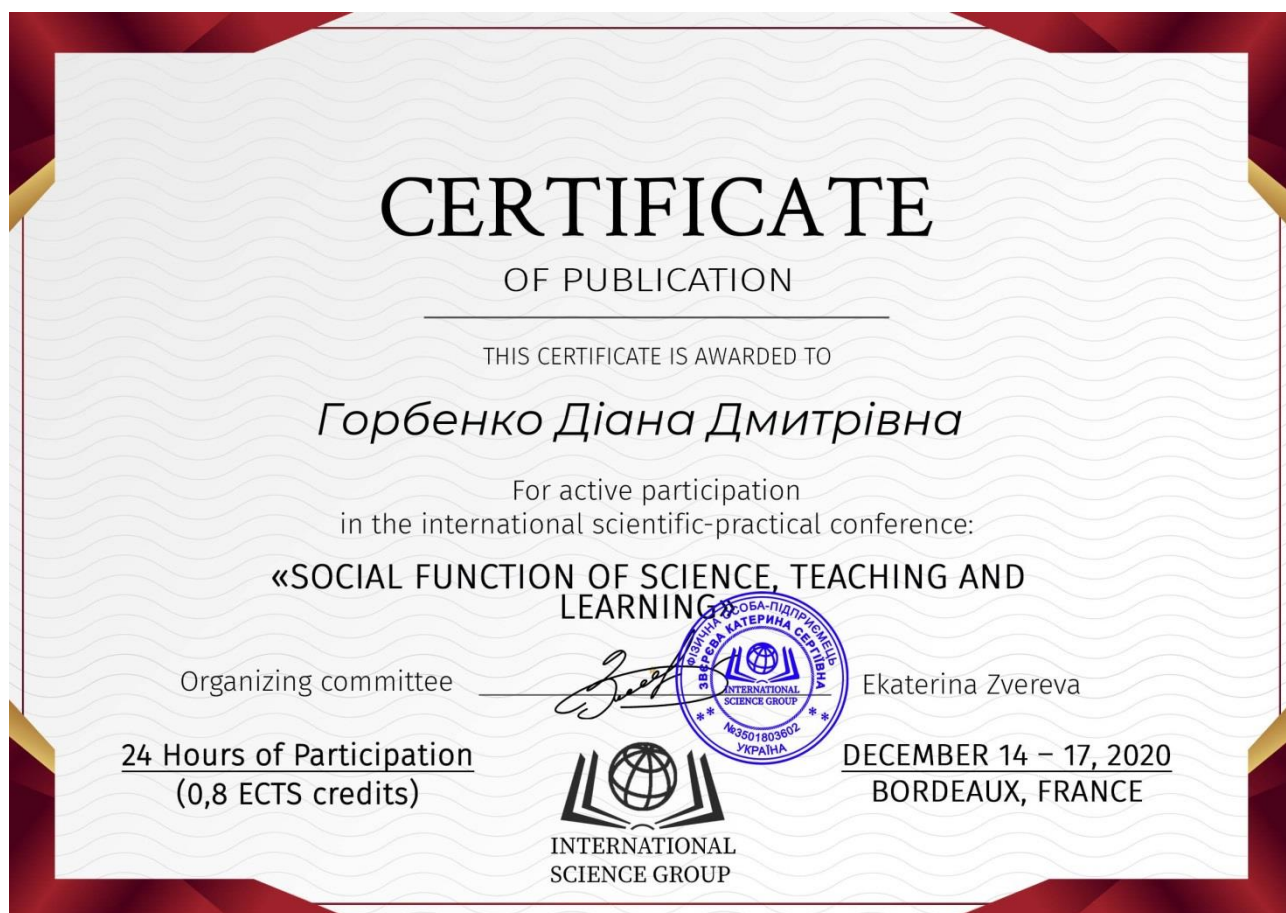 CERTIFICATE
OF PUBLICATION
THIS CERTIFICATE IS AWARDED TO
Горбенко Діана Дмитрівна
For active participation
in the international scientific-practical conference:
«SOCIAL FUNCTION OF SCIENCE, TEACHING AND
LEARNING»
Organizing committee
Ekaterina Zvereva
ФІЗИЧНА ОСОБА-ПІДПРИЄМЕЦЬ
ЗВЄРЄВА КАТЕРИНА СЕРГІЇВНА
INTERNATIONAL
SCIENCE GROUP
№3501803602
УКРАЇНА
24 Hours of Participation
(0,8 ECTS credits)
INTERNATIONAL
SCIENCE GROUP
DECEMBER 14 – 17, 2020
BORDEAUX, FRANCE